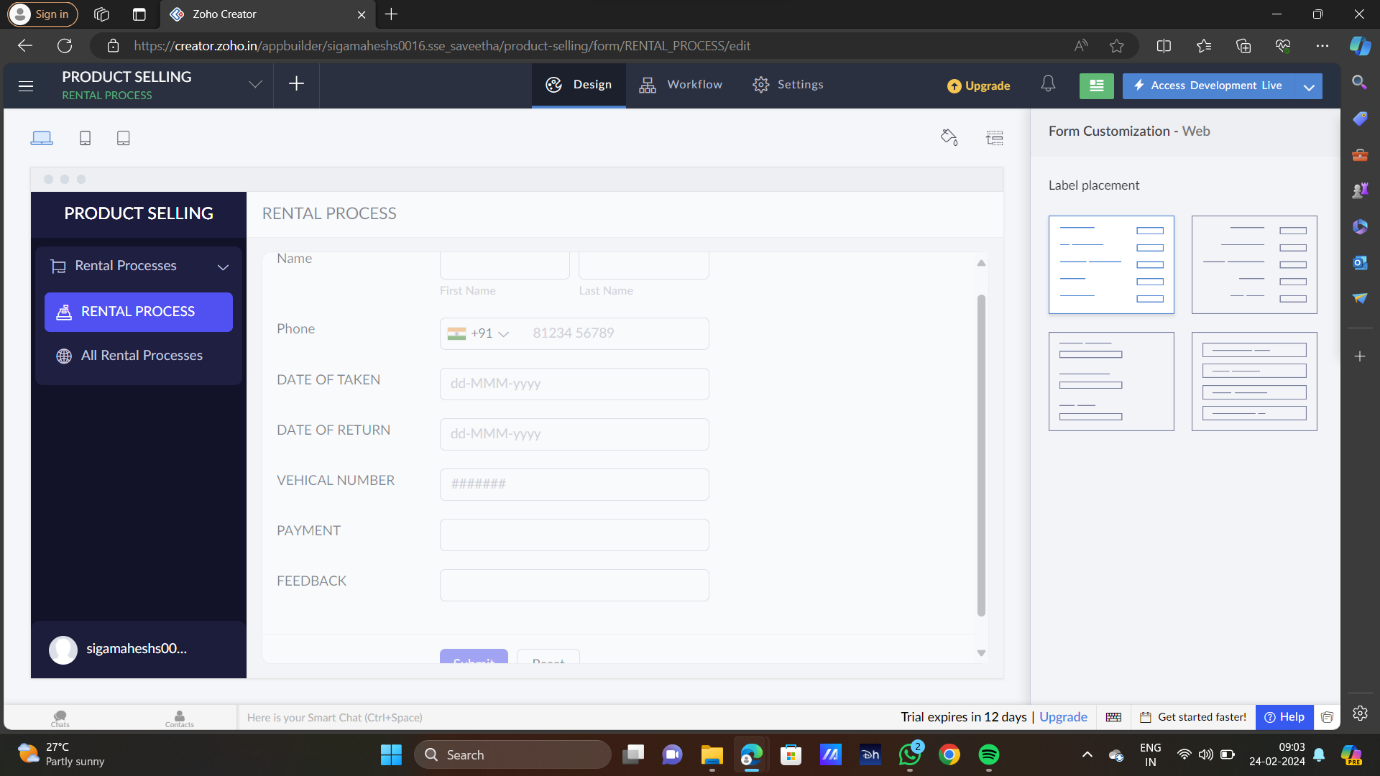 Sign in
Zoho Creator
https://creator.zoho.in/appbuilder/sigamaheshs0016.sse_saveetha/product-selling/form/RENTAL_PROCESS/edit
PRODUCT SELLING
RENTAL PROCESS
Design
Workflow
Settings
Upgrade
Access Development Live
Form Customization - Web
Label placement
PRODUCT SELLING
Rental Processes
RENTAL PROCESS
All Rental Processes
sigamaheshs00...
RENTAL PROCESS
Name
First Name
Last Name
Phone
+91
81234 56789
DATE OF TAKEN
dd-MMM-yyyy
DATE OF RETURN
dd-MMM-yyyy
VEHICAL NUMBER
#######
PAYMENT
FEEDBACK
Submit
Reset
Chats
Contacts
Here is your Smart Chat (Ctrl+Space)
Trial expires in 12 days | Upgrade
Get started faster!
Help
27°C
Partly sunny
Search
2
ENG
IN
09:03
24-02-2024
PRE